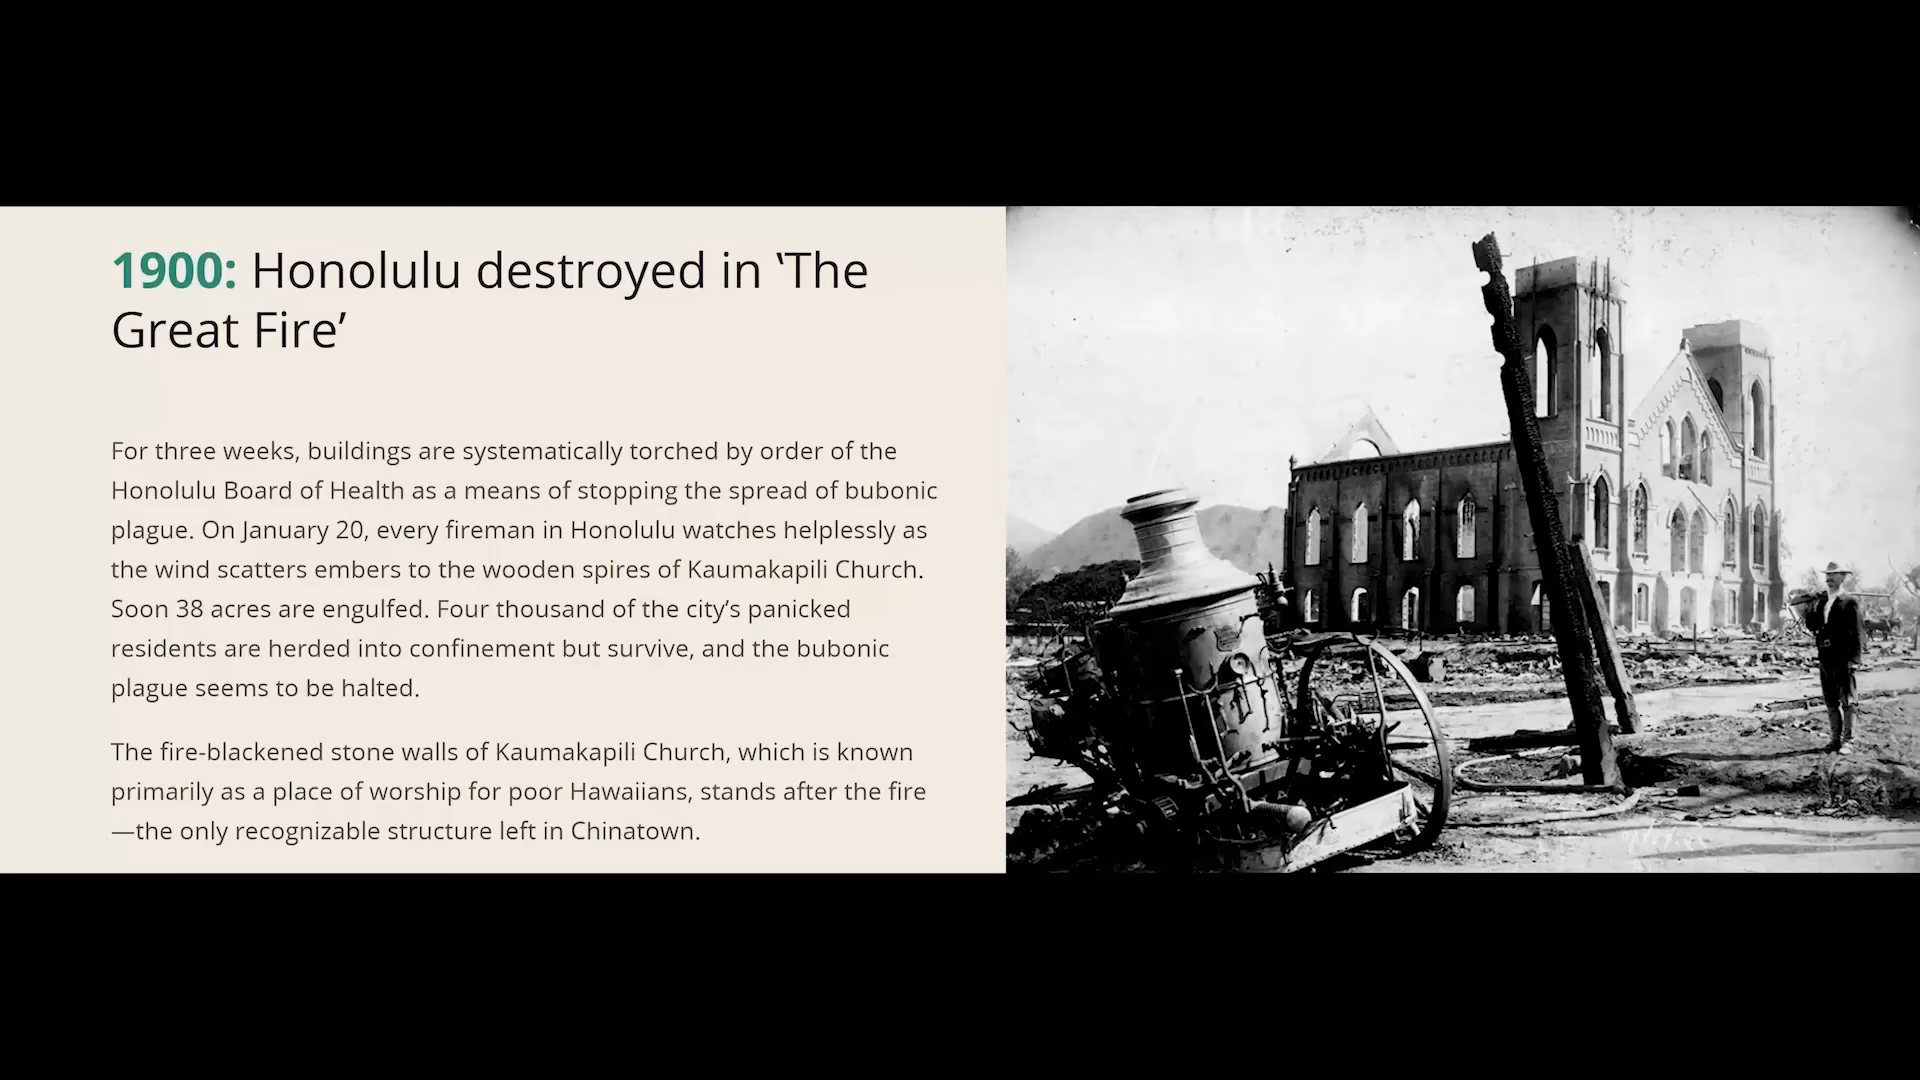 1900: Honolulu destroyed in ‘The
Great Fire’
For three weeks, buildings are systematically torched by order of the
Honolulu Board of Health as a means of stopping the spread of bubonic
plague. On January 20, every fireman in Honolulu watches helplessly as
the wind scatters embers to the wooden spires of Kaumakapili Church.
Soon 38 acres are engulfed. Four thousand of the city’s panicked
residents are herded into confinement but survive, and the bubonic
plague seems to be halted.
The fire-blackened stone walls of Kaumakapili Church, which is known
primarily as a place of worship for poor Hawaiians, stands after the fire
—the only recognizable structure left in Chinatown.